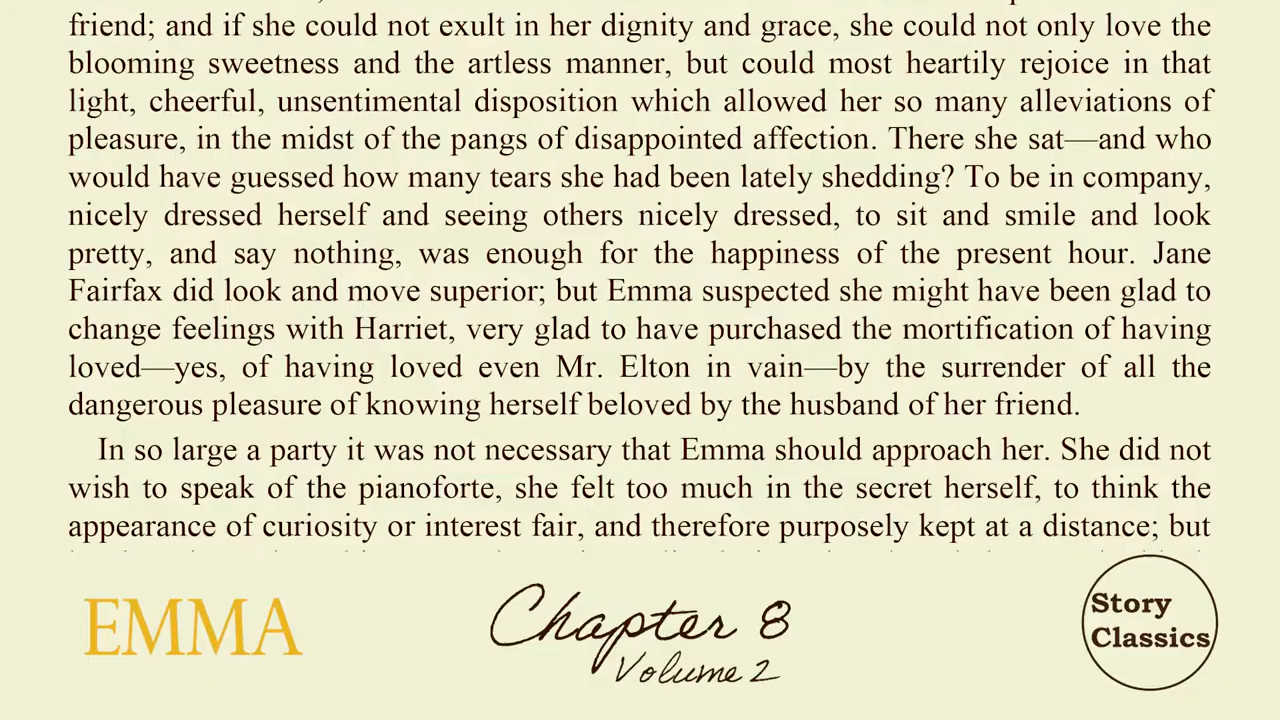 friend; and if she could not exult in her dignity and grace, she could not only love the
blooming sweetness and the artless manner, but could most heartily rejoice in that
light, cheerful, unsentimental disposition which allowed her so many alleviations of
pleasure, in the midst of the pangs of disappointed affection. There she sat—and who
would have guessed how many tears she had been lately shedding? To be in company,
nicely dressed herself and seeing others nicely dressed, to sit and smile and look
pretty, and say nothing, was enough for the happiness of the present hour. Jane
Fairfax did look and move superior; but Emma suspected she might have been glad to
change feelings with Harriet, very glad to have purchased the mortification of having
loved—yes, of having loved even Mr. Elton in vain—by the surrender of all the
dangerous pleasure of knowing herself beloved by the husband of her friend.
In so large a party it was not necessary that Emma should approach her. She did not
wish to speak of the pianoforte, she felt too much in the secret herself, to think the
appearance of curiosity or interest fair, and therefore purposely kept at a distance; but
EMMA
Chapter 8
Volume 2
Story
Classics